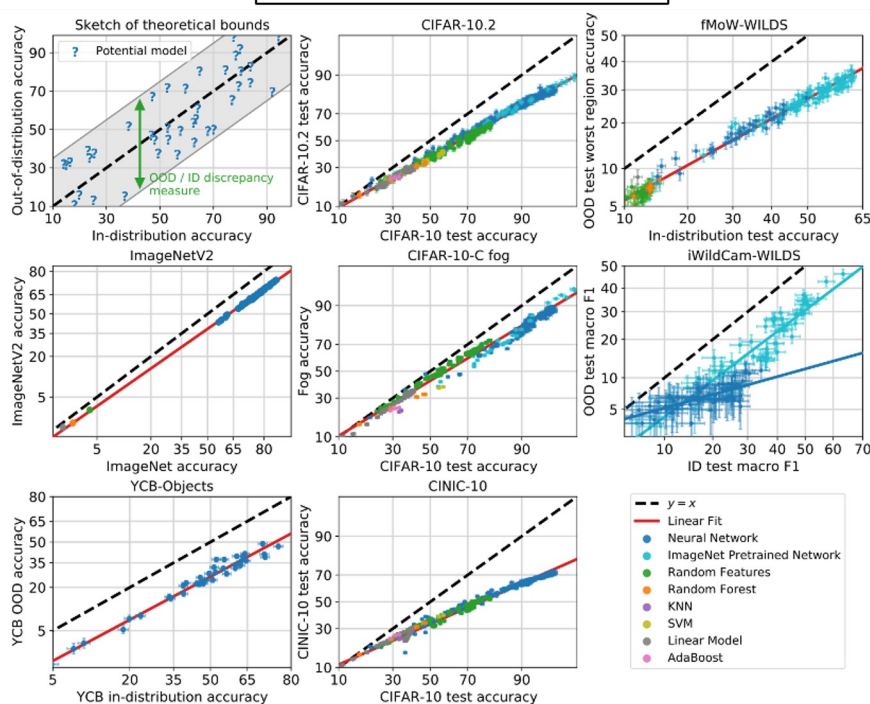 Sketch of theoretical bounds
Out-of-distribution accuracy
90
70
50
30
10
? Potential model
OOD / ID discrepancy
measure
10 30 50 70 90
In-distribution accuracy
CIFAR-10.2
CIFAR-10.2 test accuracy
90
70
50
30
10
10 30 50 70 90
CIFAR-10 test accuracy
fMoW-WILDS
OOD test worst region accuracy
50
40
30
20
10
5
10 20 30 40 50 65
In-distribution test accuracy
ImageNetV2
ImageNetV2 accuracy
80
65
50
35
20
5
5 20 35 50 65 80
ImageNet accuracy
CIFAR-10-C fog
Fog accuracy
90
70
50
30
10
10 30 50 70 90
CIFAR-10 test accuracy
iWildCam-WILDS
OOD test macro F1
50
40
30
20
10
5
10 20 30 40 50 60 70
ID test macro F1
YCB-Objects
YCB OOD accuracy
80
65
50
35
20
5
5 20 35 50 65 80
YCB in-distribution accuracy
CINIC-10
CINIC-10 test accuracy
90
70
50
30
10
10 30 50 70 90
CIFAR-10 test accuracy
y = x
Linear Fit
Neural Network
ImageNet Pretrained Network
Random Features
Random Forest
KNN
SVM
Linear Model
AdaBoost